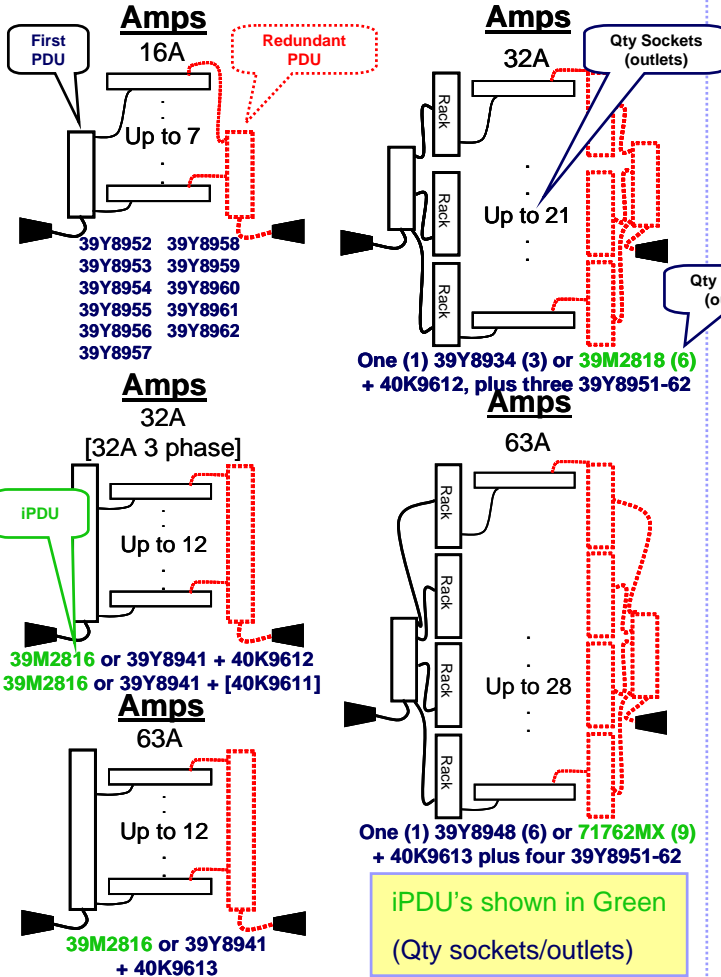 Amps
16A
First
PDU
Redundant
PDU
Up to 7
39Y8952 39Y8958
39Y8953 39Y8959
39Y8954 39Y8960
39Y8955 39Y8961
39Y8956 39Y8962
39Y8957
Amps
32A
[32A 3 phase]
iPDU
Up to 12
39M2816 or 39Y8941 + 40K9612
39M2816 or 39Y8941 + [40K9611]
Amps
63A
Up to 12
39M2816 or 39Y8941
+ 40K9613
Amps
32A
Qty Sockets
(outlets)
Rack
Rack
Rack
Up to 21
Qty
(o
One (1) 39Y8934 (3) or 39M2818 (6)
+ 40K9612, plus three 39Y8951-62
Amps
63A
Rack
Rack
Rack
Rack
Up to 28
One (1) 39Y8948 (6) or 71762MX (9)
+ 40K9613 plus four 39Y8951-62
iPDU's shown in Green
(Qty sockets/outlets)